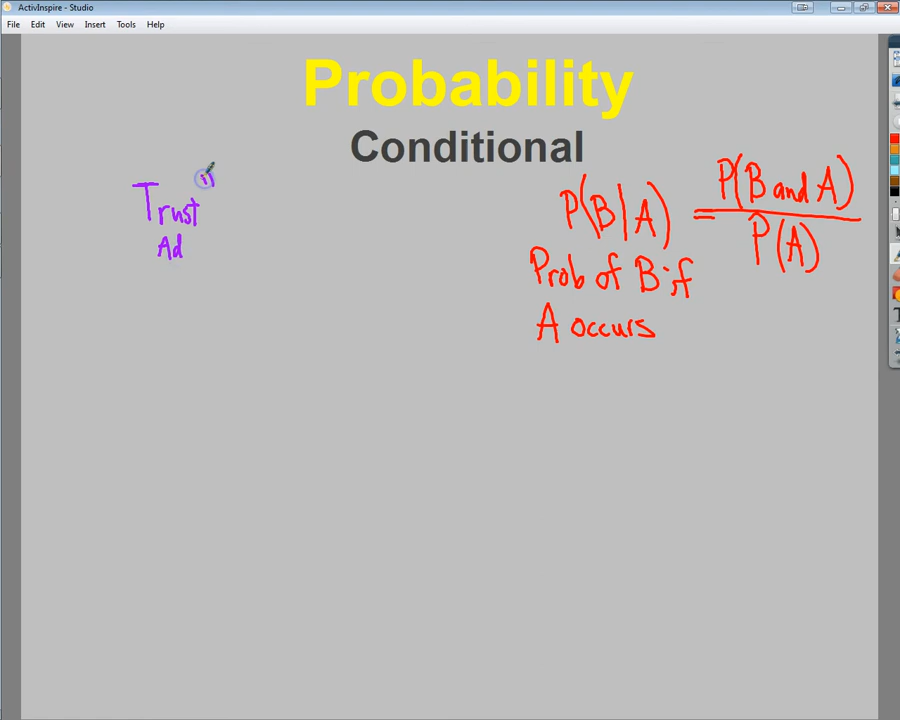 ActivInspire - Studio
File Edit View Insert Tools Help
Probability
Conditional
Trust
Ad
P(B|A) = P(B and A)
P(A)
Prob of B if
A occurs